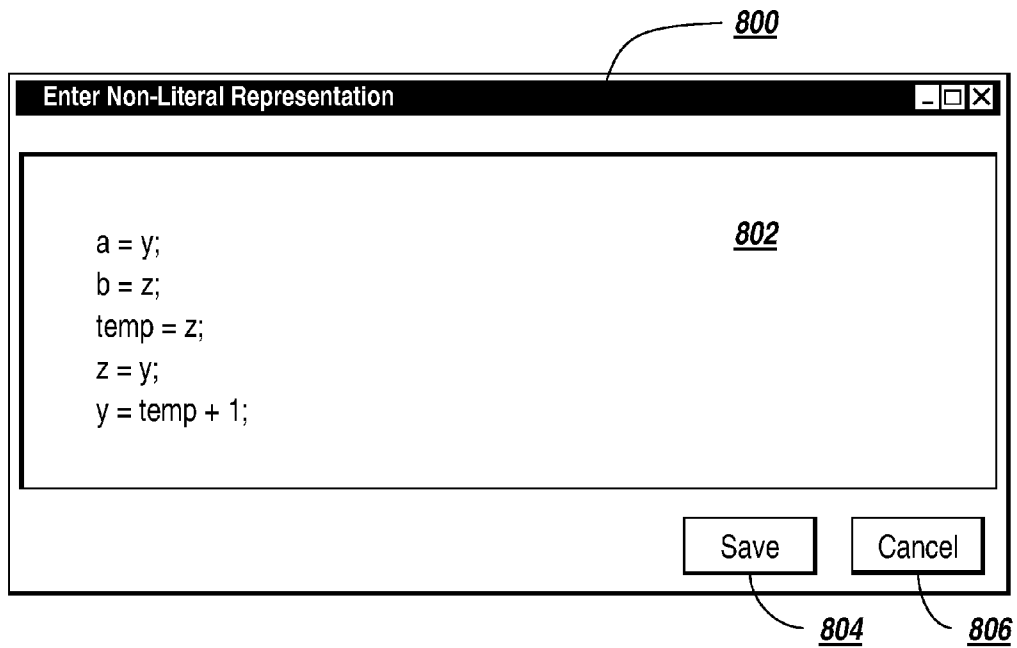 800
Enter Non-Literal Representation
802
a = y;
b = z;
temp = z;
z = y;
y = temp + 1;
Save Cancel
804 806